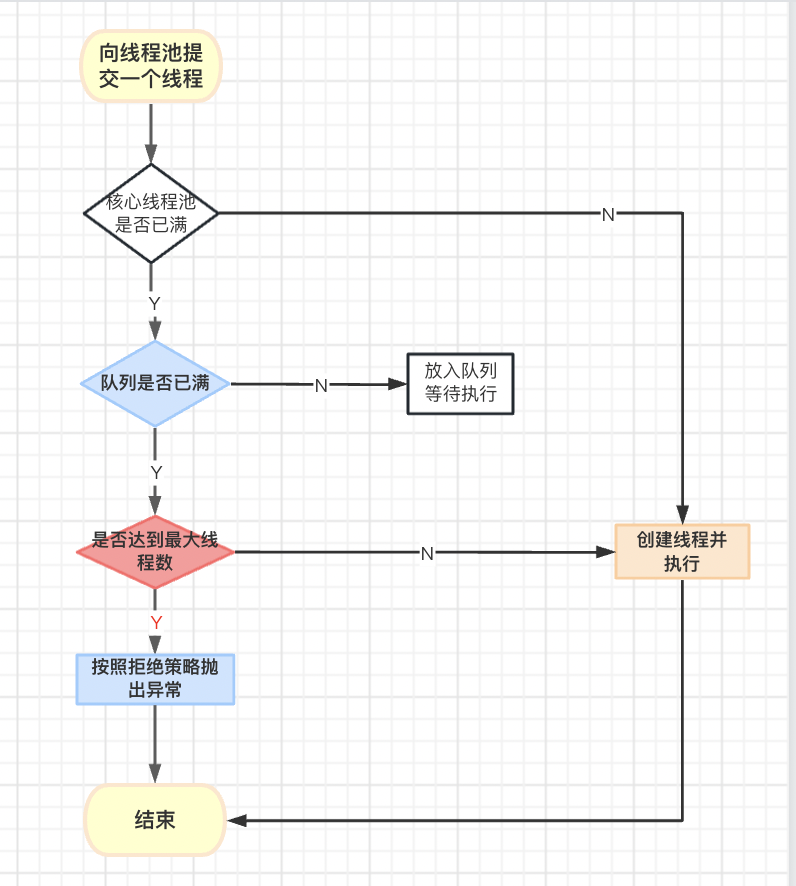 向线程池提
交一个线程
核心线程池
是否已满
N
Y
队列是否已满
N
放入队列
等待执行
Y
是否达到最大线
程数
N
创建线程并
执行
Y
按照拒绝策略抛
出异常
结束